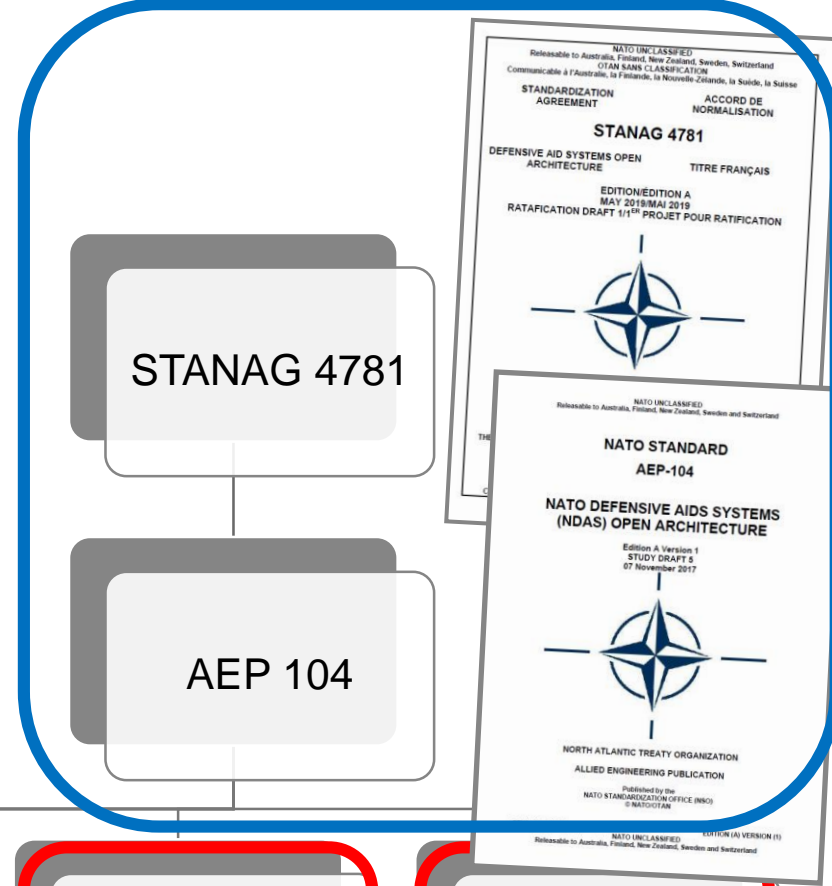 NATO UNCLASSIFIED
Releasable to Australia, Finland, New Zealand, Sweden, Switzerland
OTAN SANS CLASSIFICATION
Communicable à l'Australie, la Finlande, la Nouvelle-Zélande, la Suède, la Suisse
STANDARDIZATION AGREEMENT
ACCORD DE NORMALISATION
STANAG 4781
DEFENSIVE AID SYSTEMS OPEN ARCHITECTURE
TITRE FRANÇAIS
EDITION/ÉDITION A
MAY 2019/MAI 2019
RATAFICATION DRAFT 1/1ER PROJET POUR RATIFICATION
STANAG 4781
NATO UNCLASSIFIED
Releasable to Australia, Finland, New Zealand, Sweden and Switzerland
NATO STANDARD
AEP-104
NATO DEFENSIVE AIDS SYSTEMS
(NDAS) OPEN ARCHITECTURE
Edition A Version 1
STUDY DRAFT 5
07 November 2017
AEP 104
NORTH ATLANTIC TREATY ORGANIZATION
ALLIED ENGINEERING PUBLICATION
Published by the
NATO STANDARDIZATION OFFICE (NSO)
© NATO/OTAN
EDITION (A) VERSION (1)
NATO UNCLASSIFIED
Releasable to Australia, Finland, New Zealand, Sweden and Switzerland